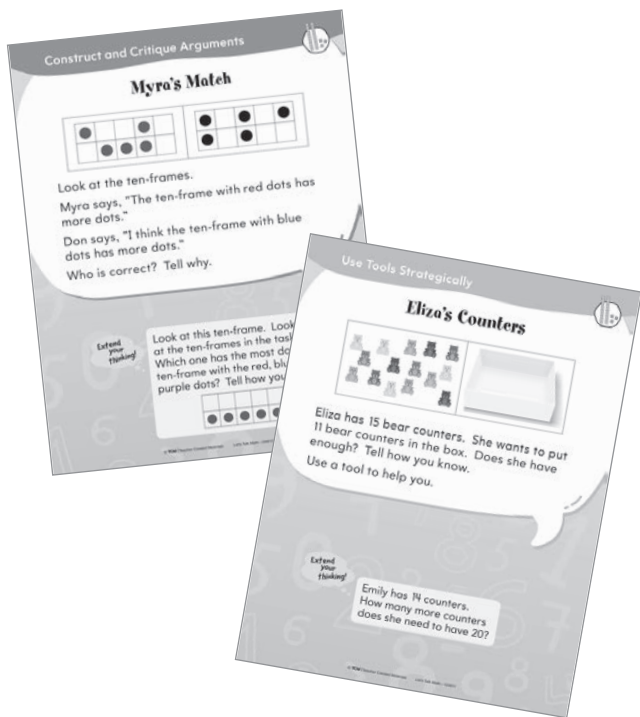 Construct and Critique Arguments
Myra's Match
Look at the ten-frames.
Myra says, "The ten-frame with red dots has
more dots."
Don says, "I think the ten-frame with blue
dots has more dots."
Who is correct? Tell why.
Extend
your
thinking!
Look at this ten-frame. Look
at the ten-frames in the task
Which one has the most do
ten-frame with the red, blu
purple dots? Tell how you
Use Tools Strategically
Eliza's Counters
Eliza has 15 bear counters. She wants to put
11 bear counters in the box. Does she have
enough? Tell how you know.
Use a tool to help you.
Extend
your
thinking!
Emily has 14 counters.
How many more counters
does she need to have 20?